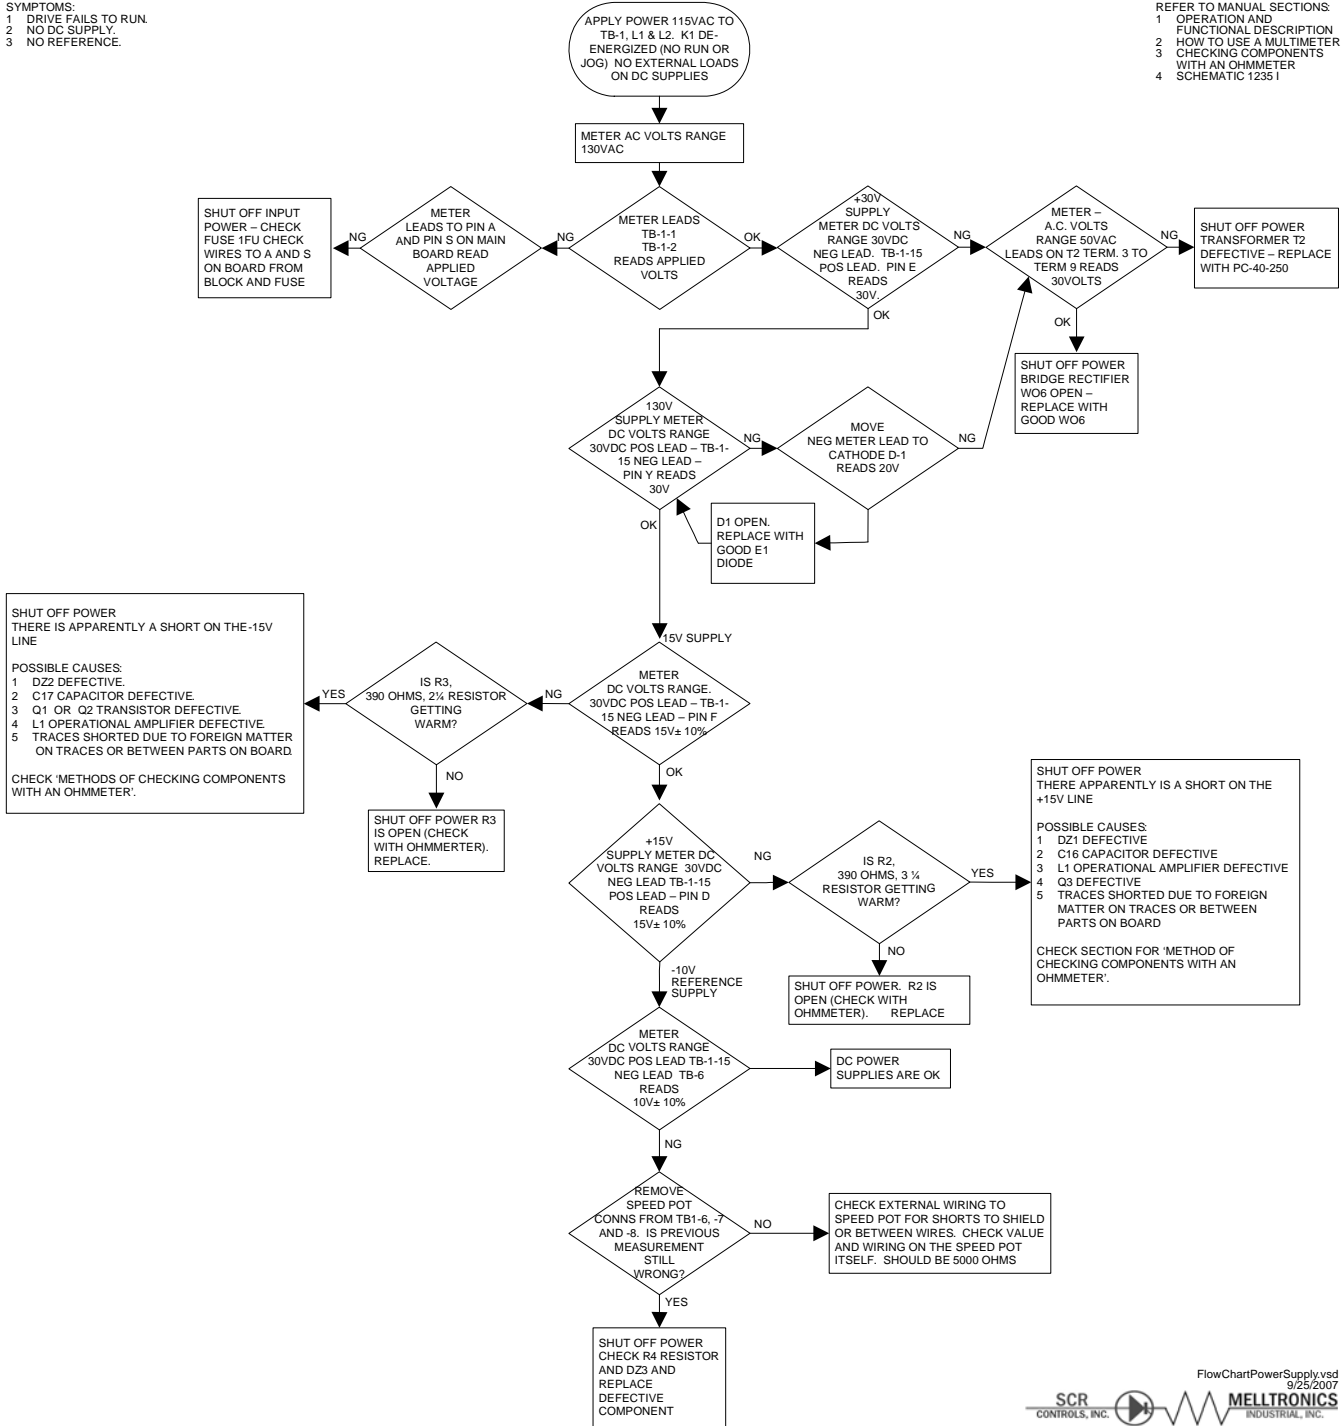 SYMPTOMS:
1 DRIVE FAILS TO RUN.
2 NO DC SUPPLY.
3 NO REFERENCE.
APPLY POWER 115VAC TO
TB-1, L1 & L2. K1 DE-
ENERGIZED (NO RUN OR
JOG) NO EXTERNAL LOADS
ON DC SUPPLIES
REFER TO MANUAL SECTIONS:
1 OPERATION AND
FUNCTIONAL DESCRIPTION
2 HOW TO USE A MULTIMETER
3 CHECKING COMPONENTS
WITH AN OHMMETER
4 SCHEMATIC 1235 I
METER AC VOLTS RANGE
130VAC
SHUT OFF INPUT
POWER – CHECK
FUSE 1FU CHECK
WIRES TO A AND S
ON BOARD FROM
BLOCK AND FUSE
NG
METER
LEADS TO PIN A
AND PIN S ON MAIN
BOARD READ
APPLIED
VOLTAGE
NG
METER LEADS
TB-1-1
TB-1-2
READS APPLIED
VOLTS
OK
+30V
SUPPLY
METER DC VOLTS
RANGE 30VDC
NEG LEAD. TB-1-15
POS LEAD. PIN E
READS
30V.
NG
METER –
A.C. VOLTS
RANGE 50VAC
LEADS ON T2 TERM. 3 TO
TERM 9 READS
30VOLTS
NG
SHUT OFF POWER
TRANSFORMER T2
DEFECTIVE – REPLACE
WITH PC-40-250
OK
OK
SHUT OFF POWER
BRIDGE RECTIFIER
WO6 OPEN –
REPLACE WITH
GOOD WO6
130V
SUPPLY METER
DC VOLTS RANGE
30VDC POS LEAD – TB-1-
15 NEG LEAD –
PIN Y READS
30V
NG
MOVE
NEG METER LEAD TO
CATHODE D-1
READS 20V
NG
OK
D1 OPEN.
REPLACE WITH
GOOD E1
DIODE
SHUT OFF POWER
THERE IS APPARENTLY A SHORT ON THE -15V
LINE
POSSIBLE CAUSES:
1 DZ2 DEFECTIVE.
2 C17 CAPACITOR DEFECTIVE.
3 Q1 OR Q2 TRANSISTOR DEFECTIVE.
4 L1 OPERATIONAL AMPLIFIER DEFECTIVE.
5 TRACES SHORTED DUE TO FOREIGN MATTER
ON TRACES OR BETWEEN PARTS ON BOARD.
CHECK ‘METHODS OF CHECKING COMPONENTS
WITH AN OHMMETER’.
YES
IS R3,
390 OHMS, 2¼ RESISTOR
GETTING
WARM?
NG
15V SUPPLY
METER
DC VOLTS RANGE.
30VDC POS LEAD – TB-1-
15 NEG LEAD – PIN F
READS 15V± 10%
NO
OK
SHUT OFF POWER R3
IS OPEN (CHECK
WITH OHMMERTER).
REPLACE.
+15V
SUPPLY METER DC
VOLTS RANGE 30VDC
NEG LEAD TB-1-15
POS LEAD – PIN D
READS
15V± 10%
NG
IS R2,
390 OHMS, 3 ¼
RESISTOR GETTING
WARM?
YES
SHUT OFF POWER
THERE APPARENTLY IS A SHORT ON THE
+15V LINE
POSSIBLE CAUSES:
1 DZ1 DEFECTIVE
2 C16 CAPACITOR DEFECTIVE
3 L1 OPERATIONAL AMPLIFIER DEFECTIVE
4 Q3 DEFECTIVE
5 TRACES SHORTED DUE TO FOREIGN
MATTER ON TRACES OR BETWEEN
PARTS ON BOARD
CHECK SECTION FOR ‘METHOD OF
CHECKING COMPONENTS WITH AN
OHMMETER’.
NO
SHUT OFF POWER. R2 IS
OPEN (CHECK WITH
OHMMETER). REPLACE
-10V
REFERENCE
SUPPLY
METER
DC VOLTS RANGE
30VDC POS LEAD TB-1-15
NEG LEAD TB-6
READS
10V± 10%
DC POWER
SUPPLIES ARE OK
NG
REMOVE
SPEED POT
CONNS FROM TB1-6, -7
AND -8. IS PREVIOUS
MEASUREMENT
STILL
WRONG?
NO
CHECK EXTERNAL WIRING TO
SPEED POT FOR SHORTS TO SHIELD
OR BETWEEN WIRES. CHECK VALUE
AND WIRING ON THE SPEED POT
ITSELF. SHOULD BE 5000 OHMS
YES
SHUT OFF POWER
CHECK R4 RESISTOR
AND DZ3 AND
REPLACE
DEFECTIVE
COMPONENT
FlowChartPowerSupply.vsd
9/25/2007
SCR
CONTROLS, INC.
MELLTRONICS
INDUSTRIAL, INC.